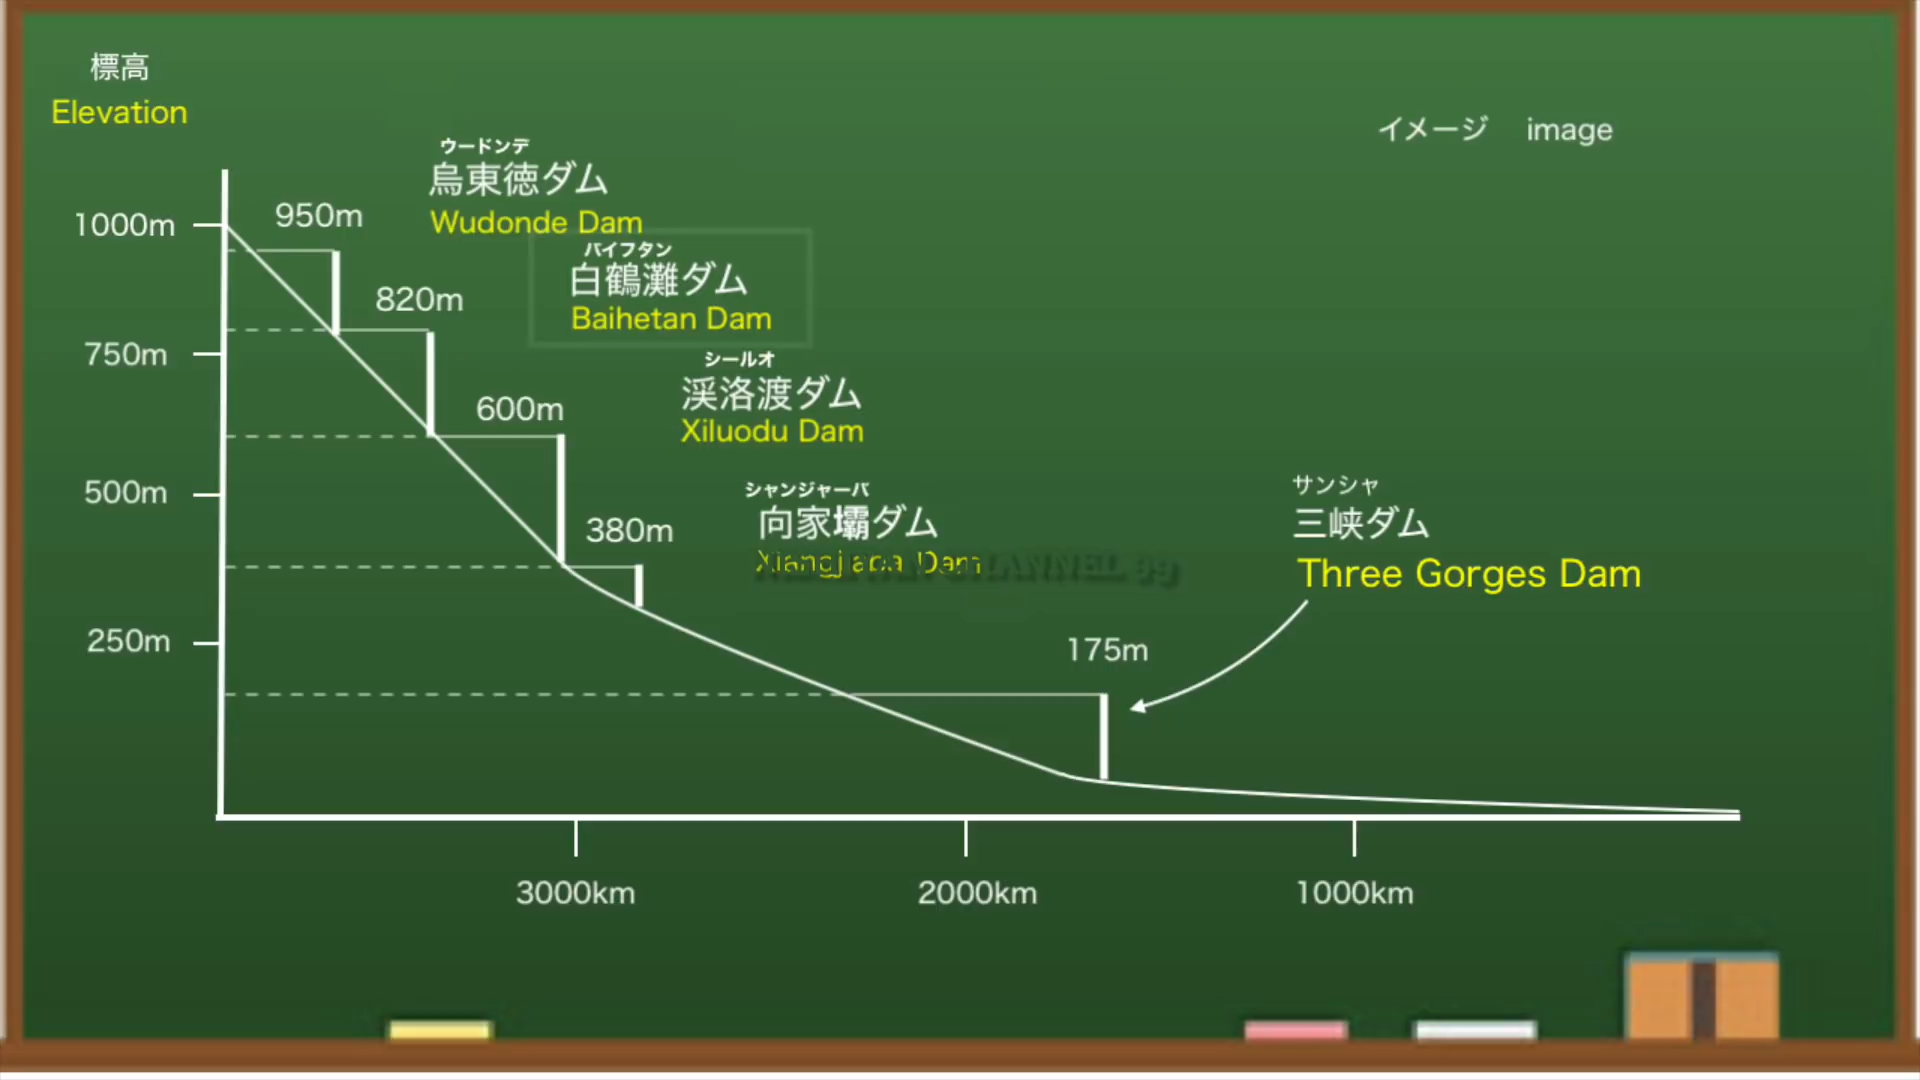 標高
Elevation
イメージ image
ウードンデ
烏東徳ダム
Wudonde Dam
1000m
950m
バイフタン
白鶴灘ダム
Baihetan Dam
820m
750m
シールオ
渓洛渡ダム
Xiluodu Dam
600m
500m
シャンジャーバ
向家壩ダム
Xiangjiaba Dam
380m
サンシャ
三峡ダム
Three Gorges Dam
250m
175m
3000km
2000km
1000km